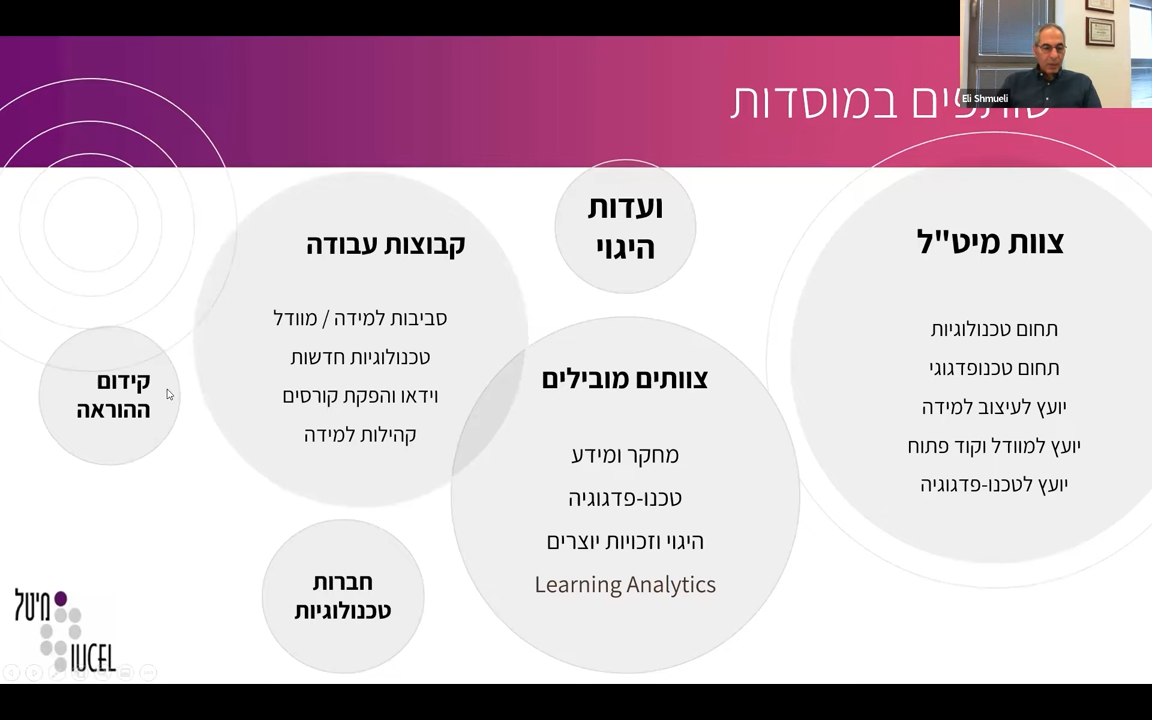 Eli Shmueli
במוסדות
צוות מיט"ל
תחום טכנולוגיות
תחום טכנופדגוגי
יועץ לעיצוב למידה
יועץ למוודל וקוד פתוח
יועץ לטכנו-פדגוגיה
ועדות
היגוי
צוותים מובילים
מחקר ומידע
טכנו-פדגוגיה
היגוי וזכויות יוצרים
Learning Analytics
קבוצות עבודה
סביבות למידה / מוודל
טכנולוגיות חדשות
וידאו והפקת קורסים
קהילות למידה
חברות
טכנולוגיות
קידום
ההוראה
מיטל
IUCEL